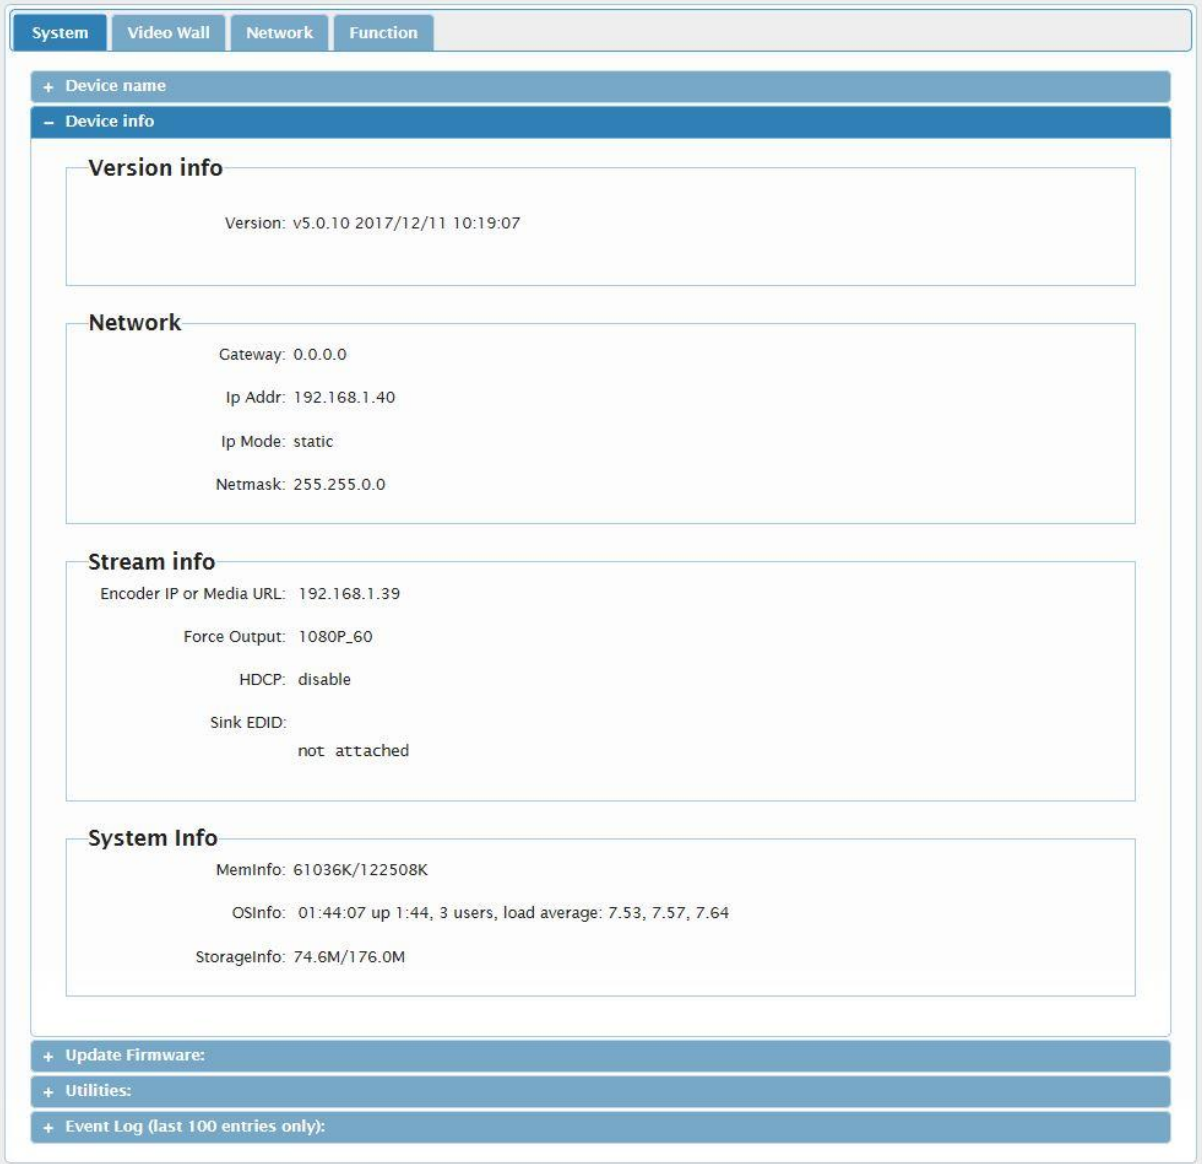 System Video Wall Network Function
+ Device name
– Device info
Version info
Version: v5.0.10 2017/12/11 10:19:07
Network
Gateway: 0.0.0.0
Ip Addr: 192.168.1.40
Ip Mode: static
Netmask: 255.255.0.0
Stream info
Encoder IP or Media URL: 192.168.1.39
Force Output: 1080P_60
HDCP: disable
Sink EDID:
not attached
System Info
MemInfo: 61036K/122508K
OSInfo: 01:44:07 up 1:44, 3 users, load average: 7.53, 7.57, 7.64
StorageInfo: 74.6M/176.0M
+ Update Firmware:
+ Utilities:
+ Event Log (last 100 entries only):